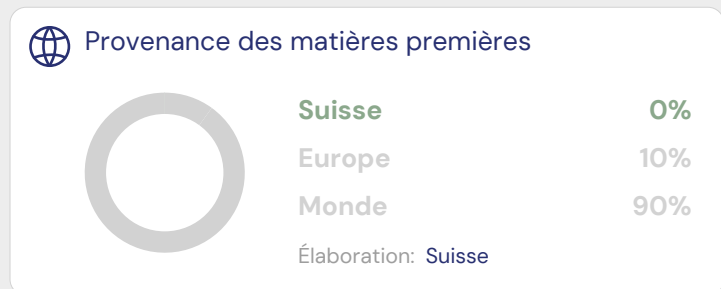 Provenance des matières premières
Suisse 0%
Europe 10%
Monde 90%
Élaboration: Suisse